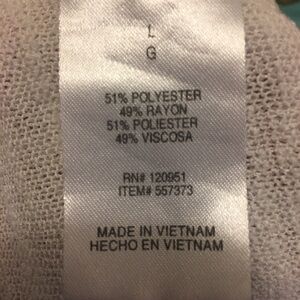 L
G
51% POLYESTER
49% RAYON
51% POLIESTER
49% VISCOSA
RN# 120951
ITEM# 557373
MADE IN VIETNAM
HECHO EN VIETNAM